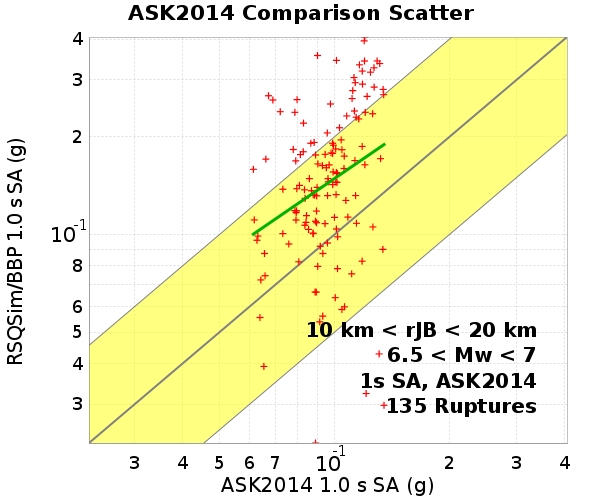 ASK2014 Comparison Scatter
RSQSim/BBP 1.0 s SA (g)
4
3
2
10-1
8
6
5
4
3
10 km < rJB < 20 km
6.5 < Mw < 7
1s SA, ASK2014
135 Ruptures
3 4 5 6 7 10-1 2 3 4
ASK2014 1.0 s SA (g)